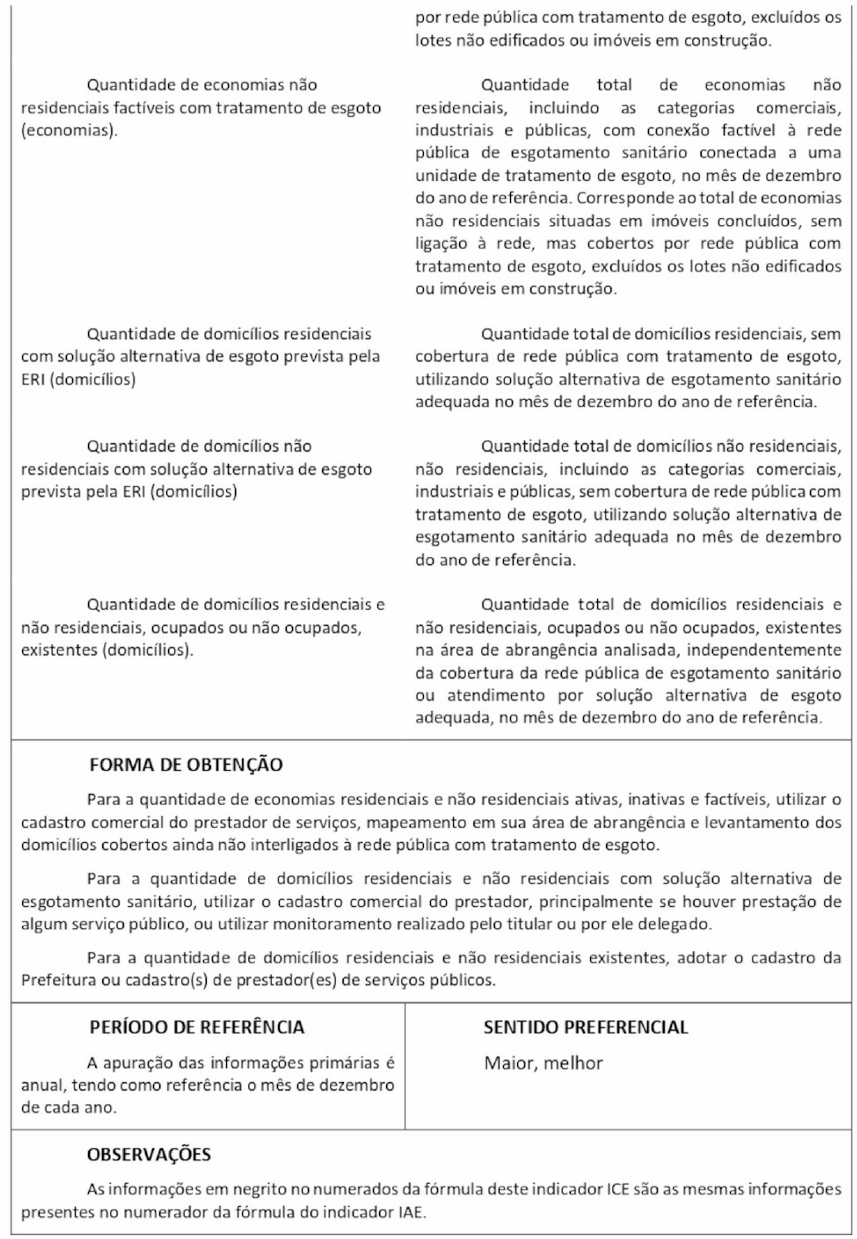 por rede pública com tratamento de esgoto, excluídos os
lotes não edificados ou imóveis em construção.
Quantidade de economias não
residenciais factíveis com tratamento de esgoto
(economias).
Quantidade total de economias não
residenciais, incluindo as categorias comerciais,
industriais e públicas, com conexão factível à rede
pública de esgotamento sanitário conectada a uma
unidade de tratamento de esgoto, no mês de dezembro
do ano de referência. Corresponde ao total de economias
não residenciais situadas em imóveis concluídos, sem
ligação à rede, mas cobertos por rede pública com
tratamento de esgoto, excluídos os lotes não edificados
ou imóveis em construção.
Quantidade de domicílios residenciais
com solução alternativa de esgoto prevista pela
ERI (domicílios)
Quantidade total de domicílios residenciais, sem
cobertura de rede pública com tratamento de esgoto,
utilizando solução alternativa de esgotamento sanitário
adequada no mês de dezembro do ano de referência.
Quantidade de domicílios não
residenciais com solução alternativa de esgoto
prevista pela ERI (domicílios)
Quantidade total de domicílios não residenciais,
não residenciais, incluindo as categorias comerciais,
industriais e públicas, sem cobertura de rede pública com
tratamento de esgoto, utilizando solução alternativa de
esgotamento sanitário adequada no mês de dezembro
do ano de referência.
Quantidade de domicílios residenciais e
não residenciais, ocupados ou não ocupados,
existentes (domicílios).
Quantidade total de domicílios residenciais e
não residenciais, ocupados ou não ocupados, existentes
na área de abrangência analisada, independentemente
da cobertura da rede pública de esgotamento sanitário
ou atendimento por solução alternativa de esgoto
adequada, no mês de dezembro do ano de referência.
FORMA DE OBTENÇÃO
Para a quantidade de economias residenciais e não residenciais ativas, inativas e factíveis, utilizar o
cadastro comercial do prestador de serviços, mapeamento em sua área de abrangência e levantamento dos
domicílios cobertos ainda não interligados à rede pública com tratamento de esgoto.
Para a quantidade de domicílios residenciais e não residenciais com solução alternativa de
esgotamento sanitário, utilizar o cadastro comercial do prestador, principalmente se houver prestação de
algum serviço público, ou utilizar monitoramento realizado pelo titular ou por ele delegado.
Para a quantidade de domicílios residenciais e não residenciais existentes, adotar o cadastro da
Prefeitura ou cadastro(s) de prestador(es) de serviços públicos.
PERÍODO DE REFERÊNCIA
A apuração das informações primárias é
anual, tendo como referência o mês de dezembro
de cada ano.
SENTIDO PREFERENCIAL
Maior, melhor
OBSERVAÇÕES
As informações em negrito no numerados da fórmula deste indicador ICE são as mesmas informações
presentes no numerador da fórmula do indicador IAE.